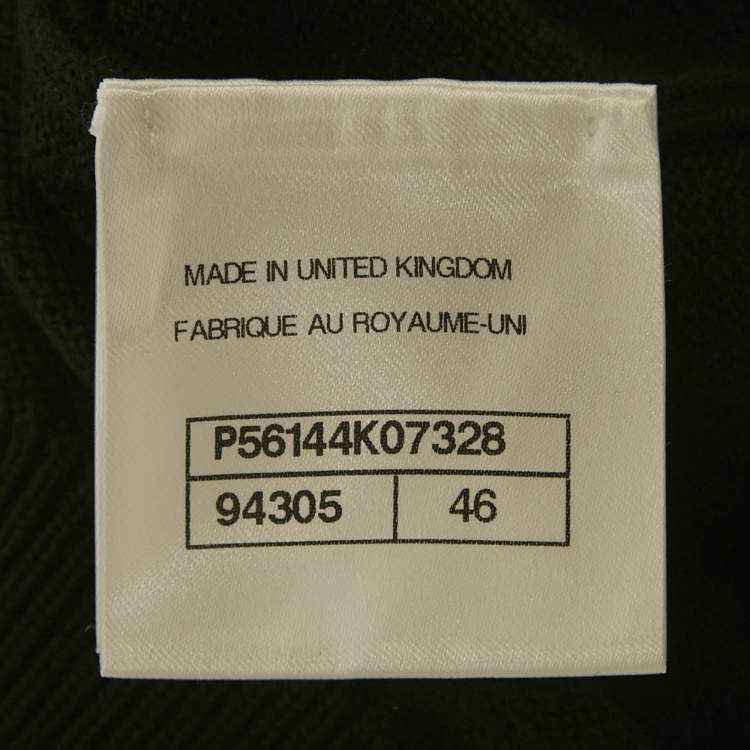 MADE IN UNITED KINGDOM
FABRIQUE AU ROYAUME-UNI
P56144K07328
94305 46